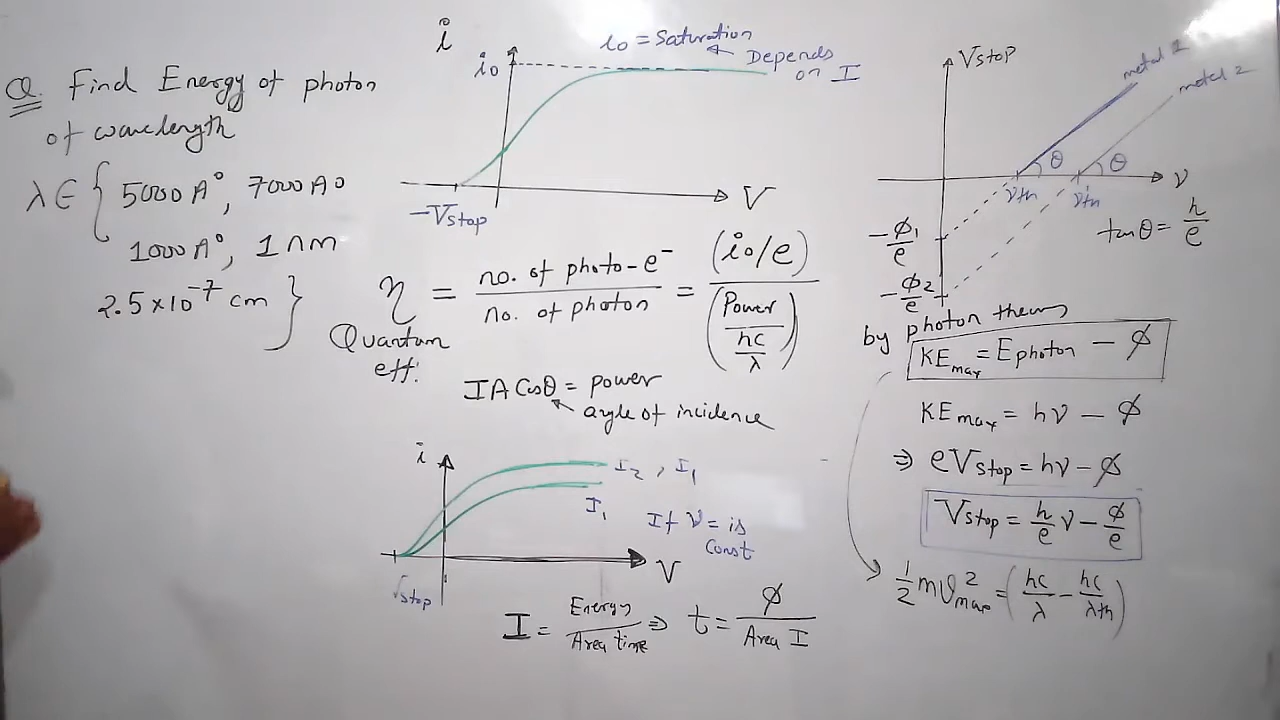 Q. Find Energy of photon
of wavelength
λ ∈ { 5000 A°, 7000 A°
1000 A°, 1 nm
2.5 × 10⁻⁷ cm }
i
i₀
i₀ = Saturation
Depends
on I
-Vstop
V
η = no. of photo-e⁻ / no. of photon = (i₀/e) / (Power / (hc/λ))
Quantum
eff.
I A Cosθ = power
angle of incidence
i
I₂ , I₁
I₁
If ν = is
Const
Vstop
V
I = Energy / Area time ⇒ t = φ / Area I
Vstop
metal 1
metal 2
θ
θ
ν
νth
ν'th
tanθ = h/e
-φ₁/e
-φ₂/e
by photon theory
KEmax = Ephoton - φ
KEmax = hν - φ
⇒ eVstop = hν - φ
Vstop = h/e ν - φ/e
1/2 mv²max = (hc/λ - hc/λth)